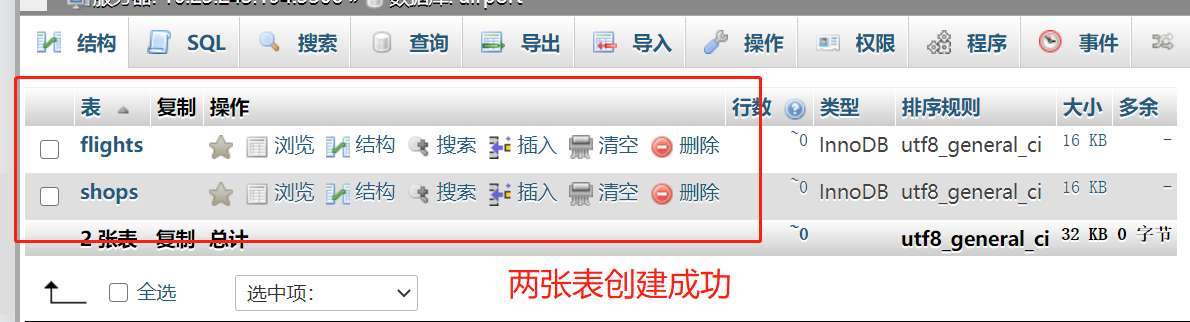 结构 SQL 搜索 查询 导出 导入 操作 权限 程序 事件
表 复制 操作 行数 类型 排序规则 大小 多余
flights 浏览 结构 搜索 插入 清空 删除 ~0 InnoDB utf8_general_ci 16 KB -
shops 浏览 结构 搜索 插入 清空 删除 ~0 InnoDB utf8_general_ci 16 KB -
2 张表 复制 总计 ~0 utf8_general_ci 32 KB 0 字节
全选 选中项:
两张表创建成功